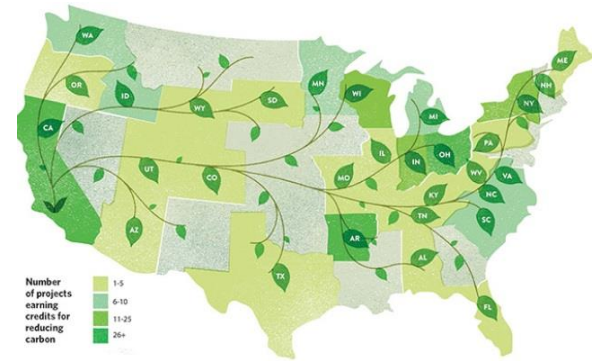 WA
ME
OR
ID
MN
WI
NH
WY
SD
NY
CA
MI
PA
IL
IN
OH
UT
CO
MO
WV
VA
KY
NC
TN
SC
AZ
AR
AL
TX
FL
Number
of projects
earning
credits for
reducing
carbon
1-5
6-10
11-25
26+